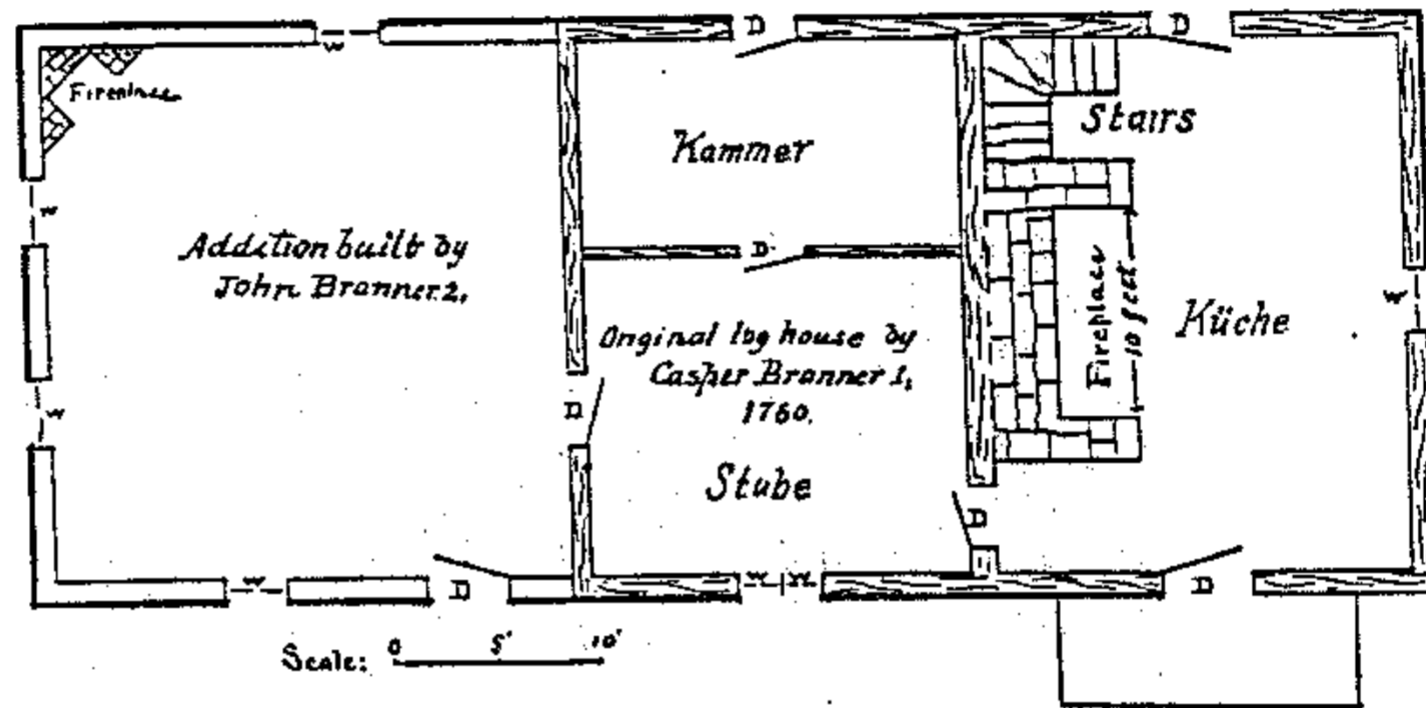 D
D
W
Fireplace
Stairs
Kammer
W
D
Addition built by
John Branner 2,
Fireplace
10 feet
W
Küche
Original log house by
Casper Branner 1,
1760.
D
W
Stube
D
W
D
W W
D
Scale: 0 5' 10'